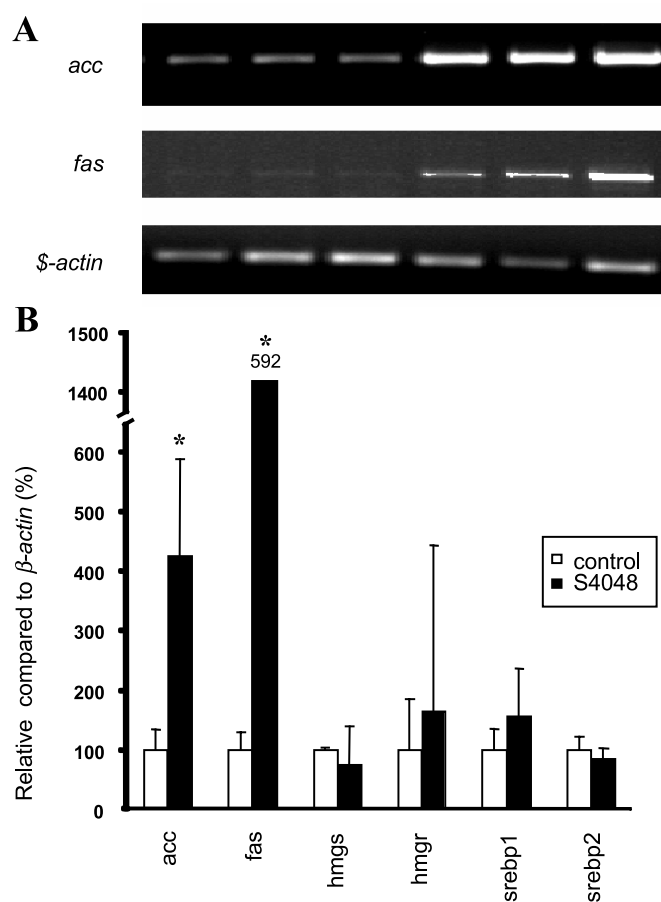 A
acc
fas
$-actin
B
Relative compared to β-actin (%)
1500
1400
600
500
400
300
200
100
0
*
*
592
control
S4048
acc
fas
hmgs
hmgr
srebp1
srebp2